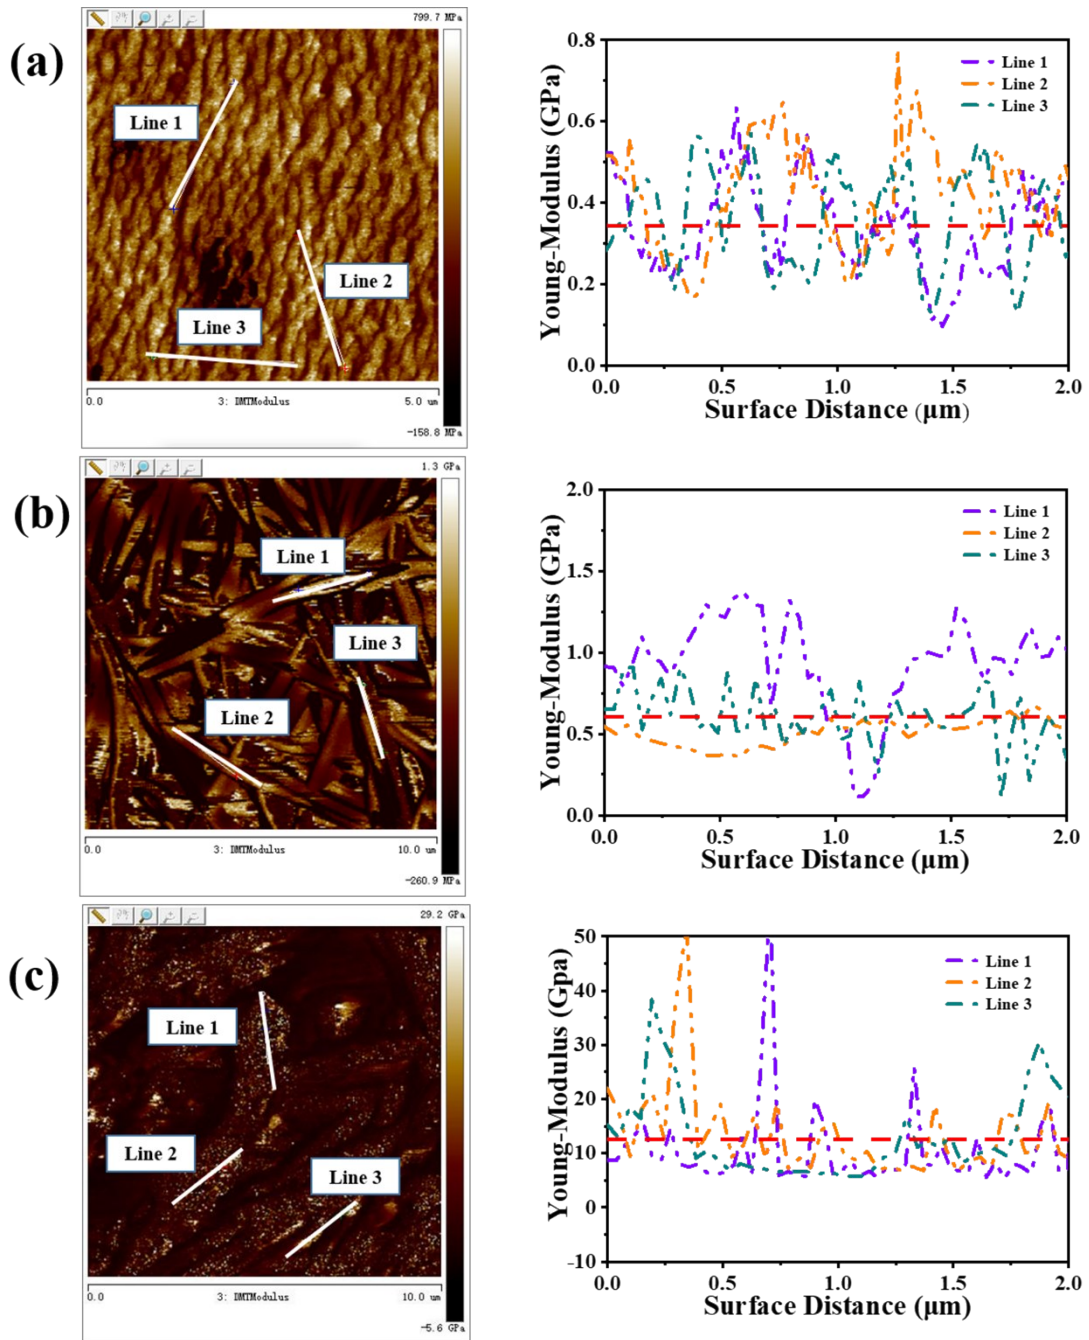 (a)
799.7 MPa
Line 1
Line 2
Line 3
0.0
3: DMTModulus
5.0 um
-158.8 MPa
Young-Modulus (GPa)
0.8
0.6
0.4
0.2
0.0
Line 1
Line 2
Line 3
0.0 0.5 1.0 1.5 2.0
Surface Distance (μm)
(b)
1.3 GPa
Line 1
Line 3
Line 2
0.0
3: DMTModulus
10.0 um
-260.9 MPa
Young-Modulus (GPa)
2.0
1.5
1.0
0.5
0.0
Line 1
Line 2
Line 3
0.0 0.5 1.0 1.5 2.0
Surface Distance (μm)
(c)
29.2 GPa
Line 1
Line 2
Line 3
0.0
3: DMTModulus
10.0 um
-5.6 GPa
Young-Modulus (Gpa)
50
40
30
20
10
0
-10
Line 1
Line 2
Line 3
0.0 0.5 1.0 1.5 2.0
Surface Distance (μm)